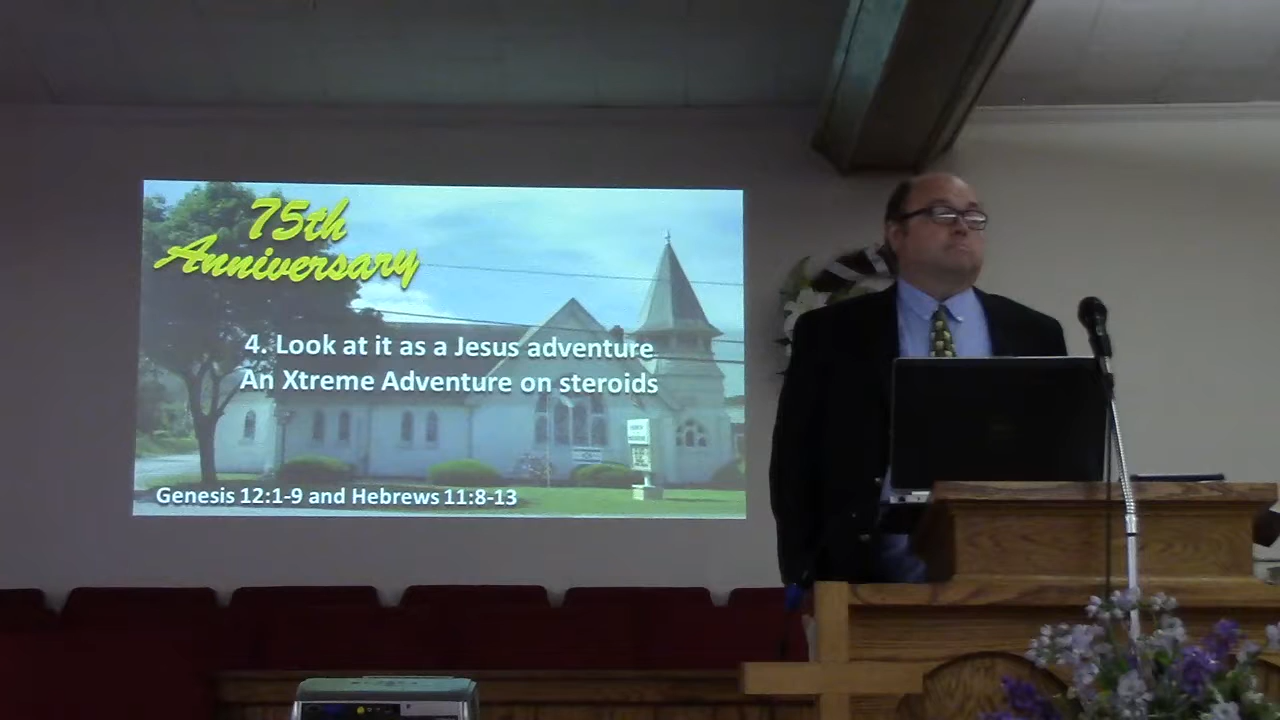 75th
Anniversary
4. Look at it as a Jesus adventure
An Xtreme Adventure on steroids
Genesis 12:1-9 and Hebrews 11:8-13